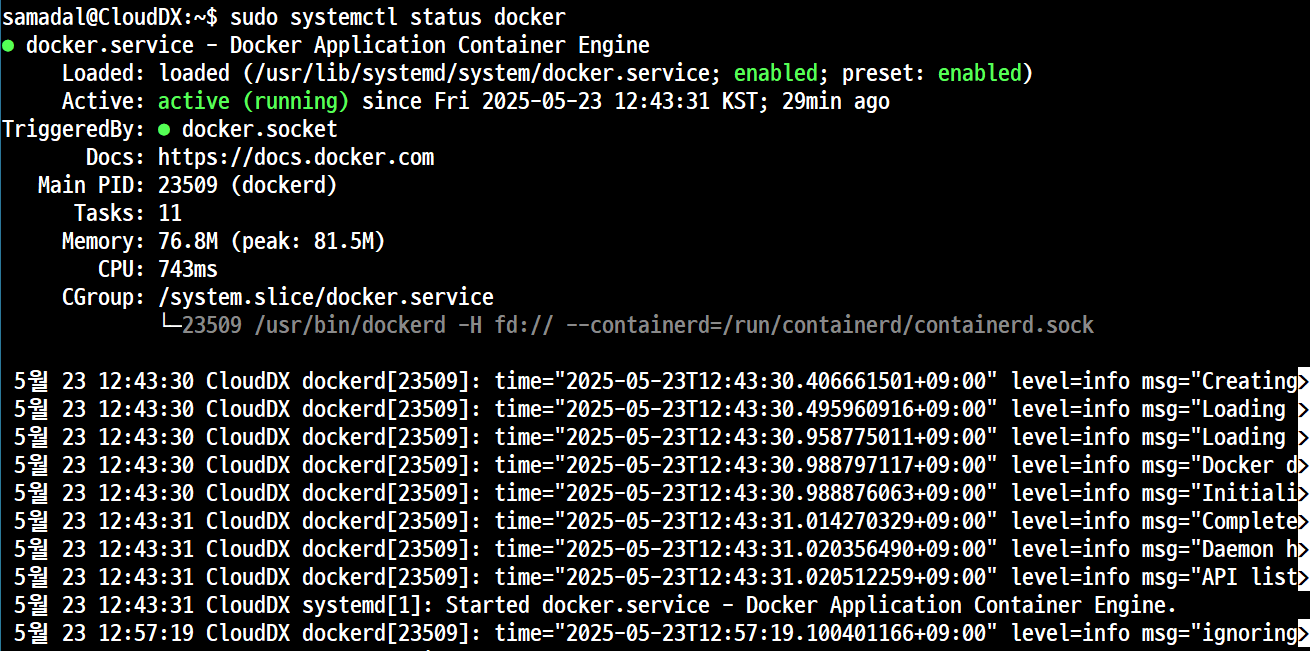 samadal@CloudDX:~$ sudo systemctl status docker
● docker.service - Docker Application Container Engine
     Loaded: loaded (/usr/lib/systemd/system/docker.service; enabled; preset: enabled)
     Active: active (running) since Fri 2025-05-23 12:43:31 KST; 29min ago
TriggeredBy: ● docker.socket
       Docs: https://docs.docker.com
   Main PID: 23509 (dockerd)
      Tasks: 11
     Memory: 76.8M (peak: 81.5M)
        CPU: 743ms
     CGroup: /system.slice/docker.service
             └─23509 /usr/bin/dockerd -H fd:// --containerd=/run/containerd/containerd.sock
 5월 23 12:43:30 CloudDX dockerd[23509]: time="2025-05-23T12:43:30.406661501+09:00" level=info msg="Creating>
 5월 23 12:43:30 CloudDX dockerd[23509]: time="2025-05-23T12:43:30.495960916+09:00" level=info msg="Loading >
 5월 23 12:43:30 CloudDX dockerd[23509]: time="2025-05-23T12:43:30.958775011+09:00" level=info msg="Loading >
 5월 23 12:43:30 CloudDX dockerd[23509]: time="2025-05-23T12:43:30.988797117+09:00" level=info msg="Docker d>
 5월 23 12:43:30 CloudDX dockerd[23509]: time="2025-05-23T12:43:30.988876063+09:00" level=info msg="Initiali>
 5월 23 12:43:31 CloudDX dockerd[23509]: time="2025-05-23T12:43:31.014270329+09:00" level=info msg="Complete>
 5월 23 12:43:31 CloudDX dockerd[23509]: time="2025-05-23T12:43:31.020356490+09:00" level=info msg="Daemon h>
 5월 23 12:43:31 CloudDX dockerd[23509]: time="2025-05-23T12:43:31.020512259+09:00" level=info msg="API list>
 5월 23 12:43:31 CloudDX systemd[1]: Started docker.service - Docker Application Container Engine.
 5월 23 12:57:19 CloudDX dockerd[23509]: time="2025-05-23T12:57:19.100401166+09:00" level=info msg="ignoring>